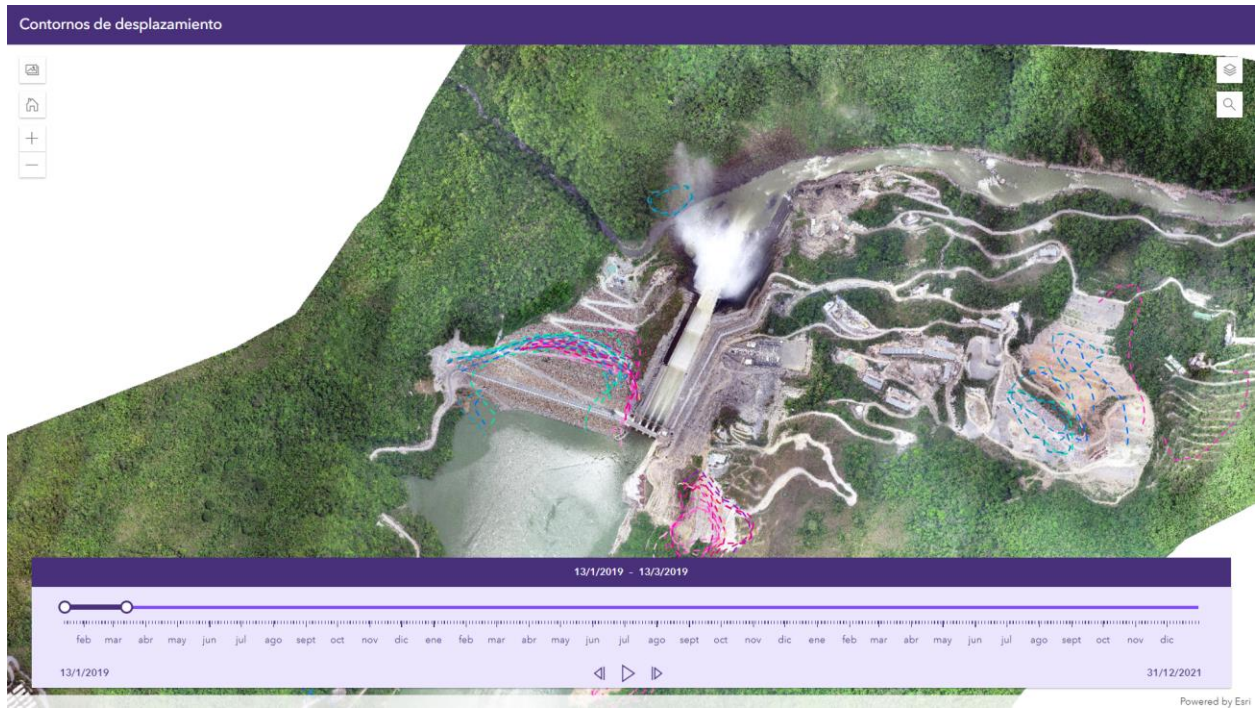 Contornos de desplazamiento
13/1/2019 - 13/3/2019
feb mar abr may jun jul ago sept oct nov dic ene feb mar abr may jun jul ago sept oct nov dic ene feb mar abr may jun jul ago sept oct nov dic
13/1/2019
31/12/2021
Powered by Esri